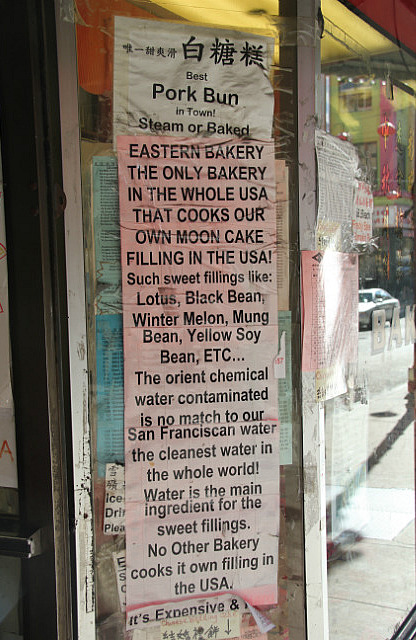 唯一甜爽滑 白糖糕
Best
Pork Bun
in Town!
Steam or Baked
EASTERN BAKERY
THE ONLY BAKERY
IN THE WHOLE USA
THAT COOKS OUR
OWN MOON CAKE
FILLING IN THE USA!
Such sweet fillings like:
Lotus, Black Bean,
Winter Melon, Mung
Bean, Yellow Soy
Bean, ETC...
The orient chemical
water contaminated
is no match to our
San Franciscan water
the cleanest water in
the whole world!
Water is the main
ingredient for the
sweet fillings.
No Other Bakery
cooks it own filling in
the USA.
It's Expensive &
Ice
Drin
Plea
BA
A